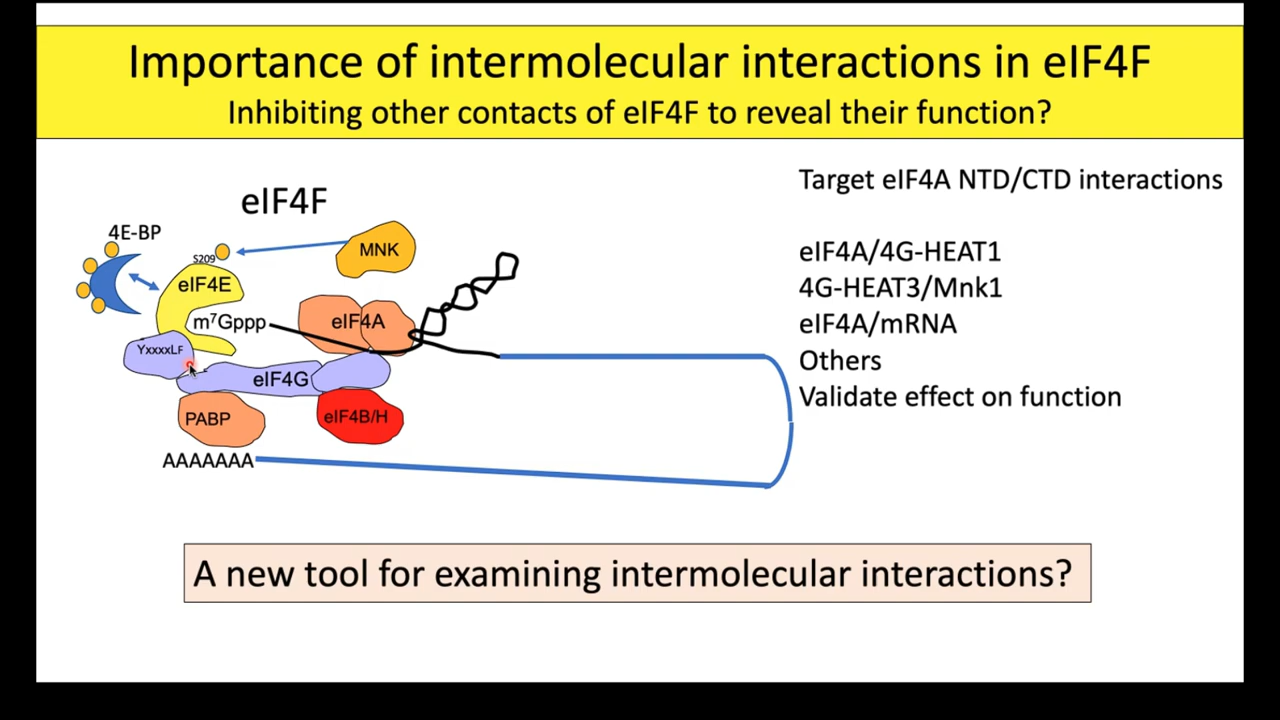 Importance of intermolecular interactions in eIF4F
Inhibiting other contacts of eIF4F to reveal their function?
eIF4F
4E-BP
S209
MNK
eIF4E
m⁷Gppp
eIF4A
YxxxxLF
eIF4G
PABP
eIF4B/H
AAAAAAA
Target eIF4A NTD/CTD interactions
eIF4A/4G-HEAT1
4G-HEAT3/Mnk1
eIF4A/mRNA
Others
Validate effect on function
A new tool for examining intermolecular interactions?